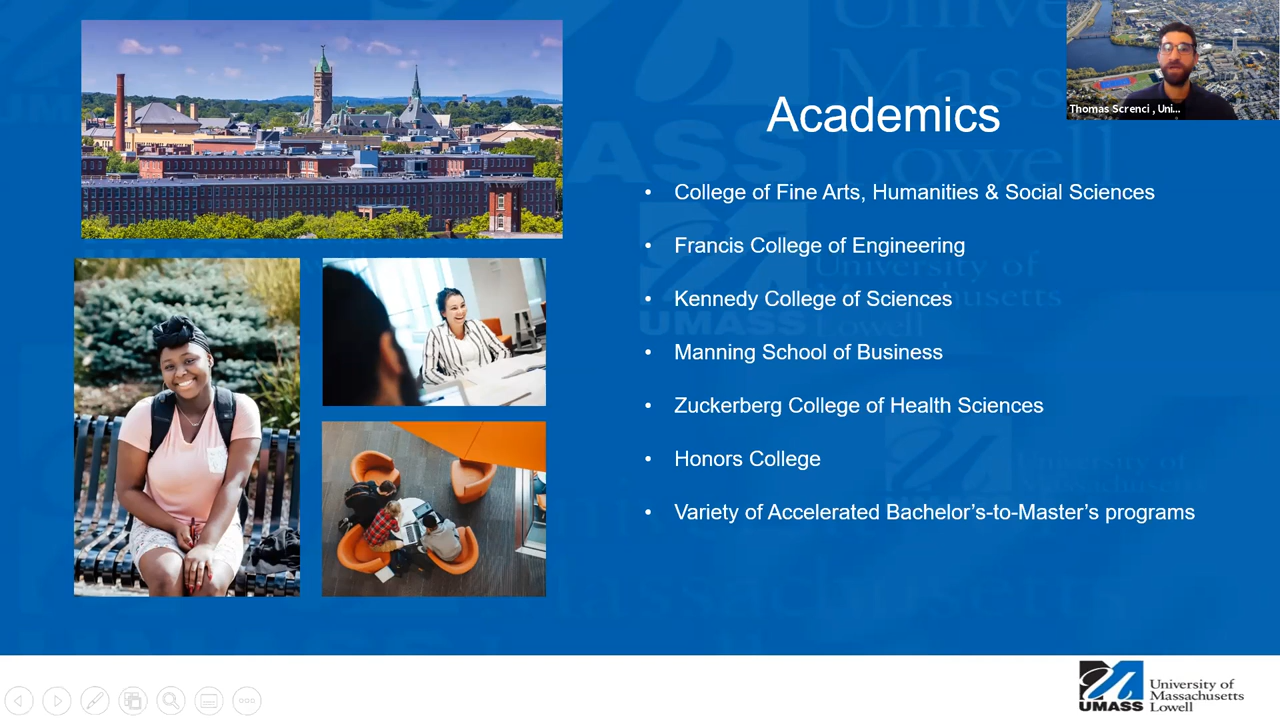 Academics
Thomas Screnci , Uni...
• College of Fine Arts, Humanities & Social Sciences
• Francis College of Engineering
• Kennedy College of Sciences
• Manning School of Business
• Zuckerberg College of Health Sciences
• Honors College
• Variety of Accelerated Bachelor’s-to-Master’s programs
UMASS
University of
Massachusetts
Lowell